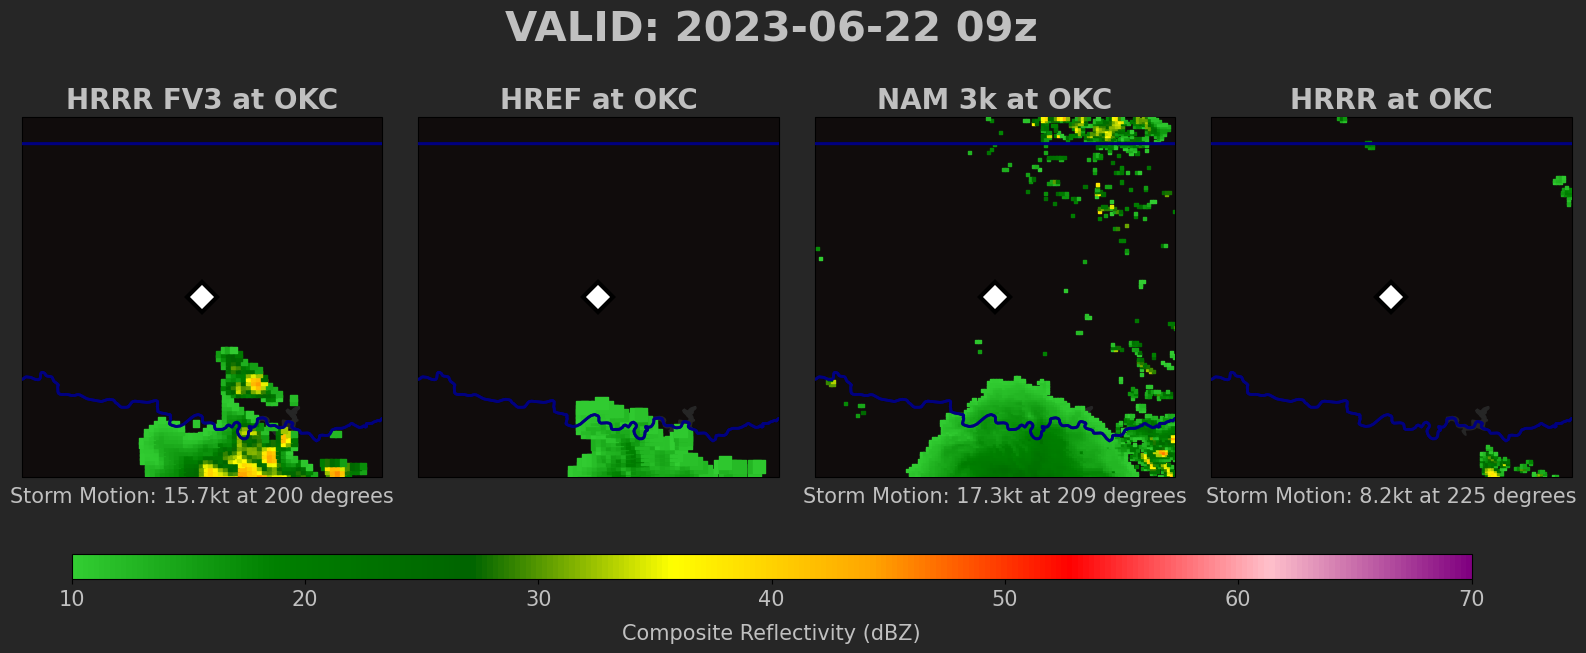 VALID: 2023-06-22 09z
HRRR FV3 at OKC
HREF at OKC
NAM 3k at OKC
HRRR at OKC
Storm Motion: 15.7kt at 200 degrees
Storm Motion: 17.3kt at 209 degrees
Storm Motion: 8.2kt at 225 degrees
10 20 30 40 50 60 70
Composite Reflectivity (dBZ)